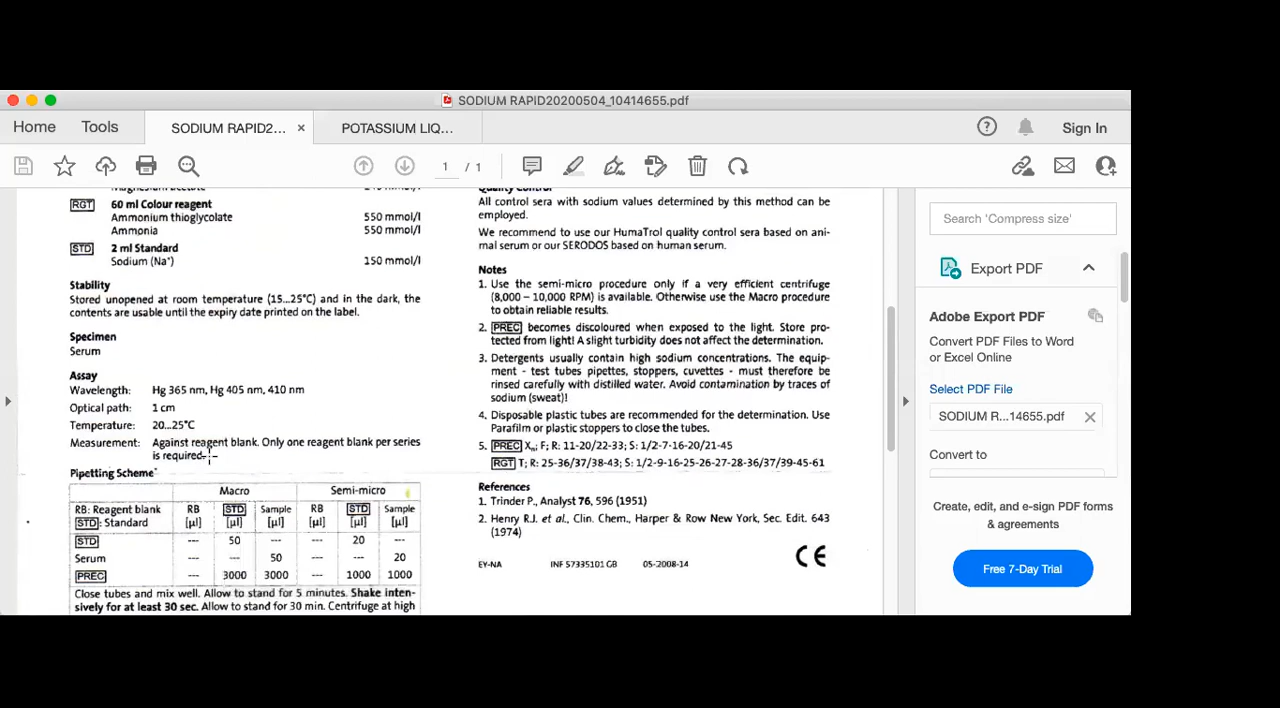 SODIUM RAPID20200504_10414655.pdf
Home
Tools
SODIUM RAPID2...
POTASSIUM LIQ...
Sign In
1 / 1
Magnesium acetate
RGT 60 ml Colour reagent
Ammonium thioglycolate 550 mmol/l
Ammonia 550 mmol/l
STD 2 ml Standard
Sodium (Na⁺) 150 mmol/l
Stability
Stored unopened at room temperature (15...25°C) and in the dark, the
contents are usable until the expiry date printed on the label.
Specimen
Serum
Assay
Wavelength: Hg 365 nm, Hg 405 nm, 410 nm
Optical path: 1 cm
Temperature: 20...25°C
Measurement: Against reagent blank. Only one reagent blank per series
is required
Pipetting Scheme
Macro Semi-micro
RB: Reagent blank RB STD Sample RB STD Sample
STD: Standard [µl] [µl] [µl] [µl] [µl] [µl]
STD --- 50 --- --- 20 ---
Serum --- --- 50 --- --- 20
PREC --- 3000 3000 --- 1000 1000
Close tubes and mix well. Allow to stand for 5 minutes. Shake inten-
sively for at least 30 sec. Allow to stand for 30 min. Centrifuge at high
Quality Control
All control sera with sodium values determined by this method can be
employed.
We recommend to use our HumaTrol quality control sera based on ani-
mal serum or our SERODOS based on human serum.
Notes
1. Use the semi-micro procedure only if a very efficient centrifuge
(8,000 – 10,000 RPM) is available. Otherwise use the Macro procedure
to obtain reliable results.
2. PREC becomes discoloured when exposed to the light. Store pro-
tected from light! A slight turbidity does not affect the determination.
3. Detergents usually contain high sodium concentrations. The equip-
ment - test tubes pipettes, stoppers, cuvettes - must therefore be
rinsed carefully with distilled water. Avoid contamination by traces of
sodium (sweat)!
4. Disposable plastic tubes are recommended for the determination. Use
Parafilm or plastic stoppers to close the tubes.
5. PREC Xn; F; R: 11-20/22-33; S: 1/2-7-16-20/21-45
RGT T; R: 25-36/37/38-43; S: 1/2-9-16-25-26-27-28-36/37/39-45-61
References
1. Trinder P., Analyst 76, 596 (1951)
2. Henry R.J. et al., Clin. Chem., Harper & Row New York, Sec. Edit. 643
(1974)
EY-NA INF 57335101 GB 05-2008-14
CE
Search 'Compress size'
Export PDF
Adobe Export PDF
Convert PDF Files to Word
or Excel Online
Select PDF File
SODIUM R...14655.pdf
Convert to
Create, edit, and e-sign PDF forms
& agreements
Free 7-Day Trial